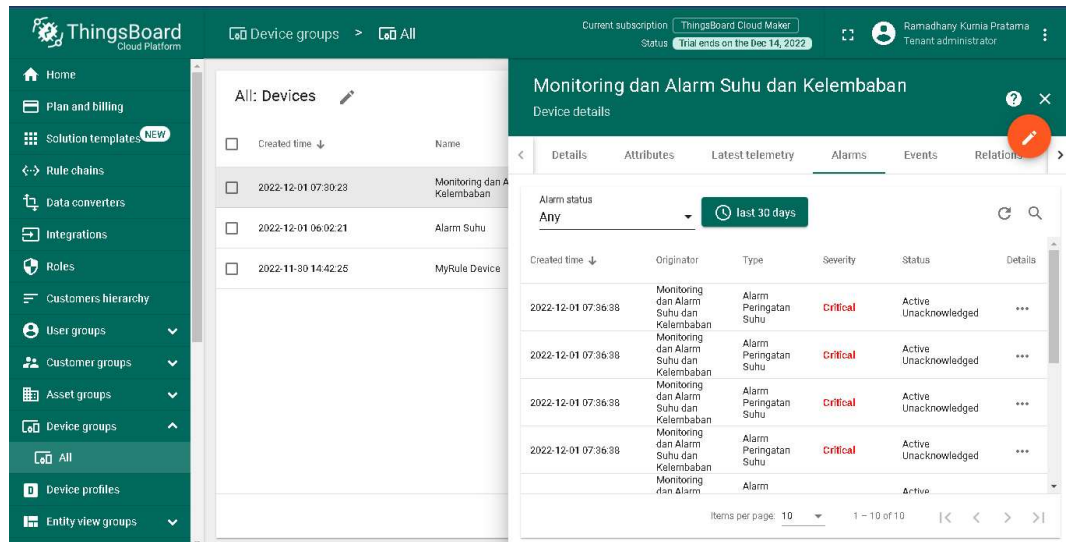 ThingsBoard
Cloud Platform
Device groups > All
Current subscription ThingsBoard Cloud Maker
Status Trial ends on the Dec 14, 2022
Ramadhany Kurnia Pratama
Tenant administrator
Home
Plan and billing
Solution templates NEW
Rule chains
Data converters
Integrations
Roles
Customers hierarchy
User groups
Customer groups
Asset groups
Device groups
All
Device profiles
Entity view groups
All: Devices
Created time Name
2022-12-01 07:30:23 Monitoring dan A
Kelembaban
2022-12-01 06:02:21 Alarm Suhu
2022-11-30 14:42:25 MyRule Device
Monitoring dan Alarm Suhu dan Kelembaban
Device details
Details Attributes Latest telemetry Alarms Events Relations
Alarm status
Any
last 30 days
Created time Originator Type Severity Status Details
2022-12-01 07:36:38 Monitoring dan Alarm Suhu dan Kelembaban Alarm Peringatan Suhu Critical Active Unacknowledged
2022-12-01 07:36:38 Monitoring dan Alarm Suhu dan Kelembaban Alarm Peringatan Suhu Critical Active Unacknowledged
2022-12-01 07:36:38 Monitoring dan Alarm Suhu dan Kelembaban Alarm Peringatan Suhu Critical Active Unacknowledged
2022-12-01 07:36:38 Monitoring dan Alarm Suhu dan Kelembaban Alarm Peringatan Suhu Critical Active Unacknowledged
Monitoring dan Alarm Alarm Active
Items per page: 10 1 – 10 of 10